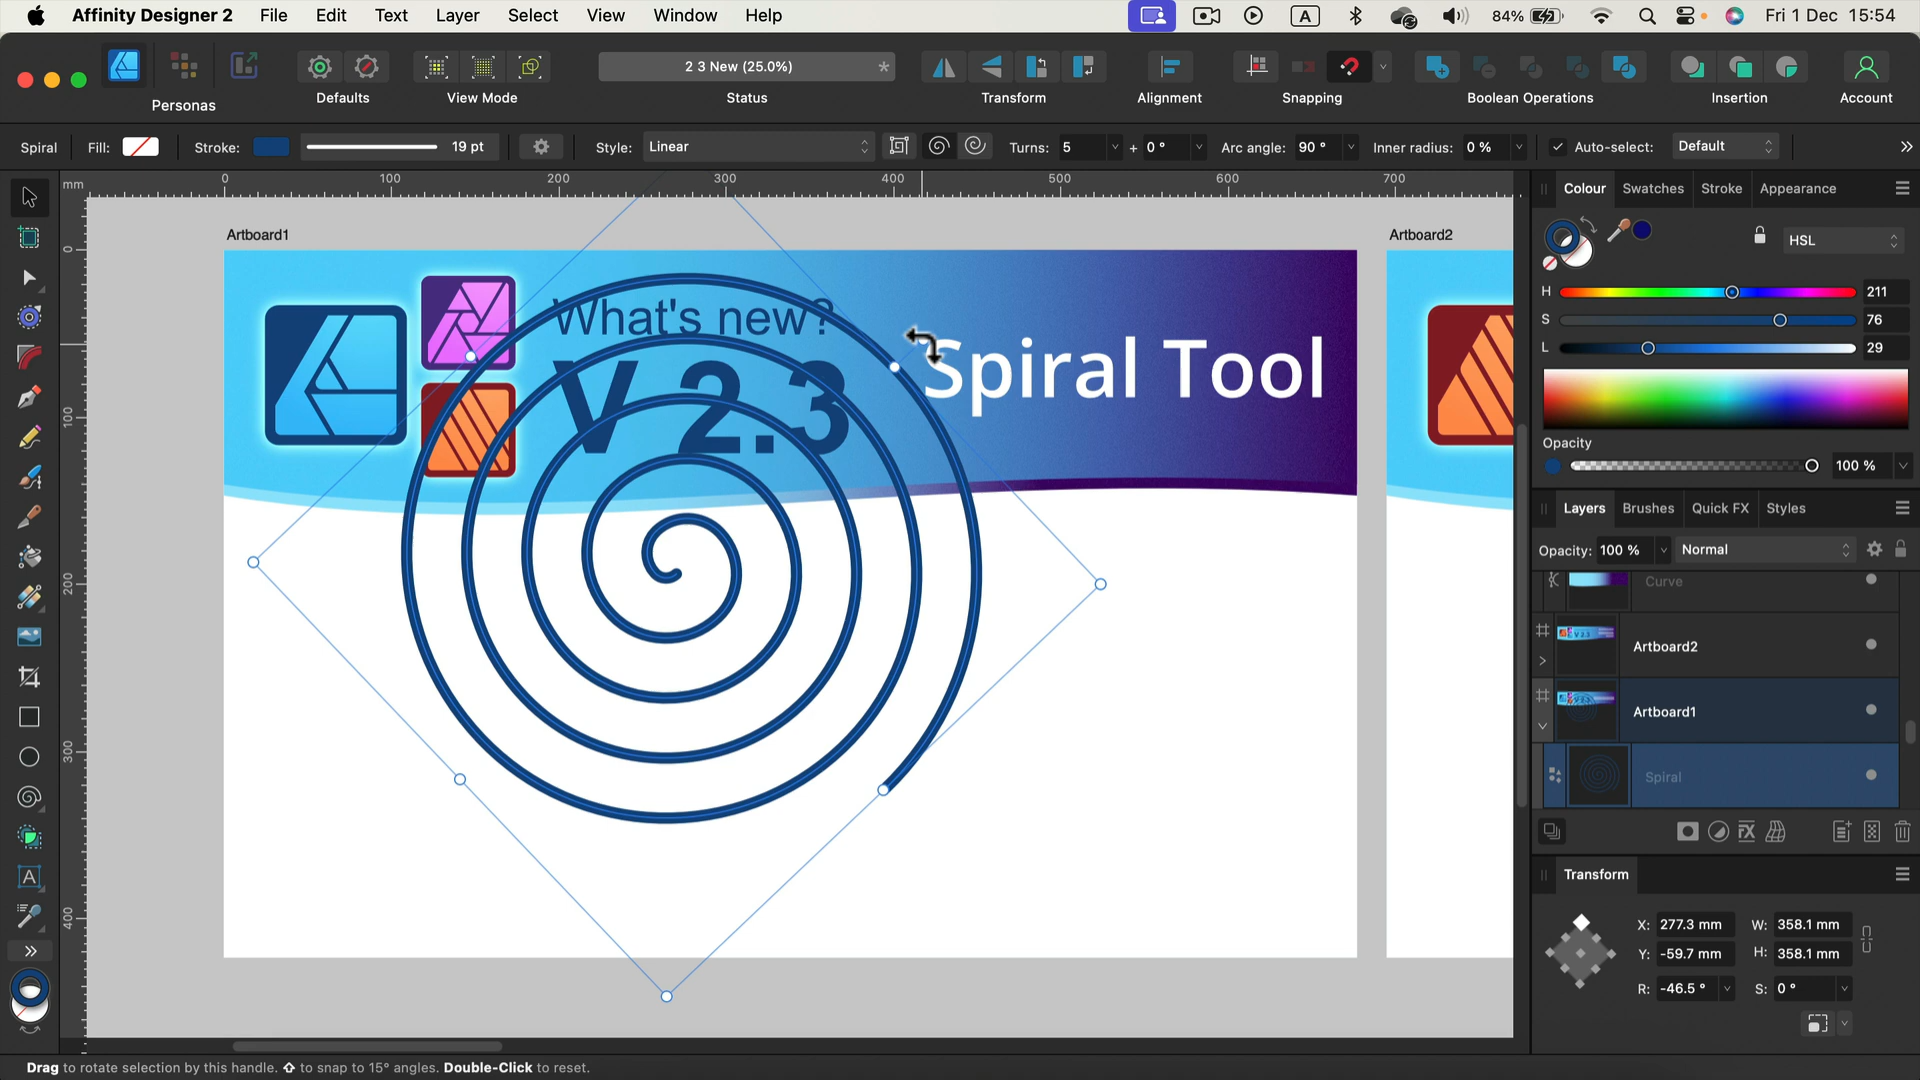 Affinity Designer 2 File Edit Text Layer Select View Window Help A 84% Fri 1 Dec 15:54
2 3 New (25.0%) *
Personas Defaults View Mode Status Transform Alignment Snapping Boolean Operations Insertion Account
Spiral Fill: Stroke: 19 pt Style: Linear Turns: 5 + 0 ° Arc angle: 90 ° Inner radius: 0 % Auto-select: Default
mm 0 100 200 300 400 500 600 700
0
100
200
300
400
Artboard1
Artboard2
What's new?
V 2.3
Spiral Tool
Colour Swatches Stroke Appearance
HSL
H 211
S 76
L 29
Opacity
100 %
Layers Brushes Quick FX Styles
Opacity: 100 % Normal
Curve
Artboard2
Artboard1
Spiral
Transform
X: 277.3 mm W: 358.1 mm
Y: -59.7 mm H: 358.1 mm
R: -46.5 ° S: 0 °
Drag to rotate selection by this handle. ⇧ to snap to 15° angles. Double-Click to reset.